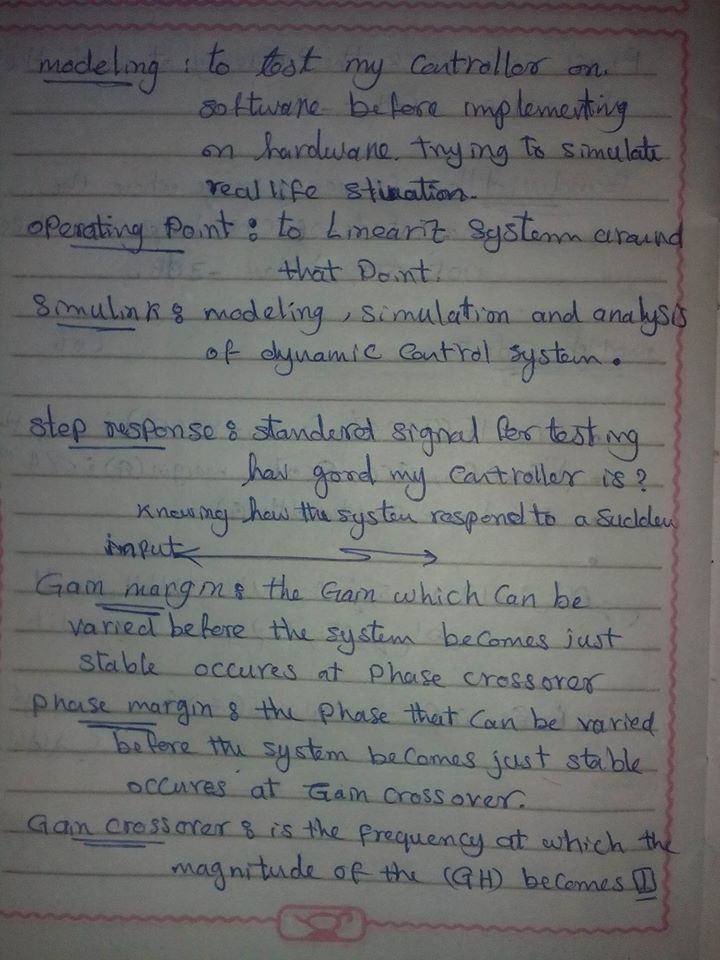 modeling : to test my Controllor on.
software before implementing
on hardware. trying to simulate
real life stiuation.
operating Point : to Lineariz system around
that Point.
Simulink : modeling , simulation and analysis
of dynamic control system.
step response : standered signal for testing
how good my controller is?
Knowing how the system respond to a Sudden
input
Gain margin : the Gain which Can be
varied before the system becomes just
stable occures at Phase crossover
Phase margin : the Phase that Can be varied
before the system becomes just stable
occures at Gain Crossover.
Gain crossover : is the frequency at which the
magnitude of the (GH) becomes 1